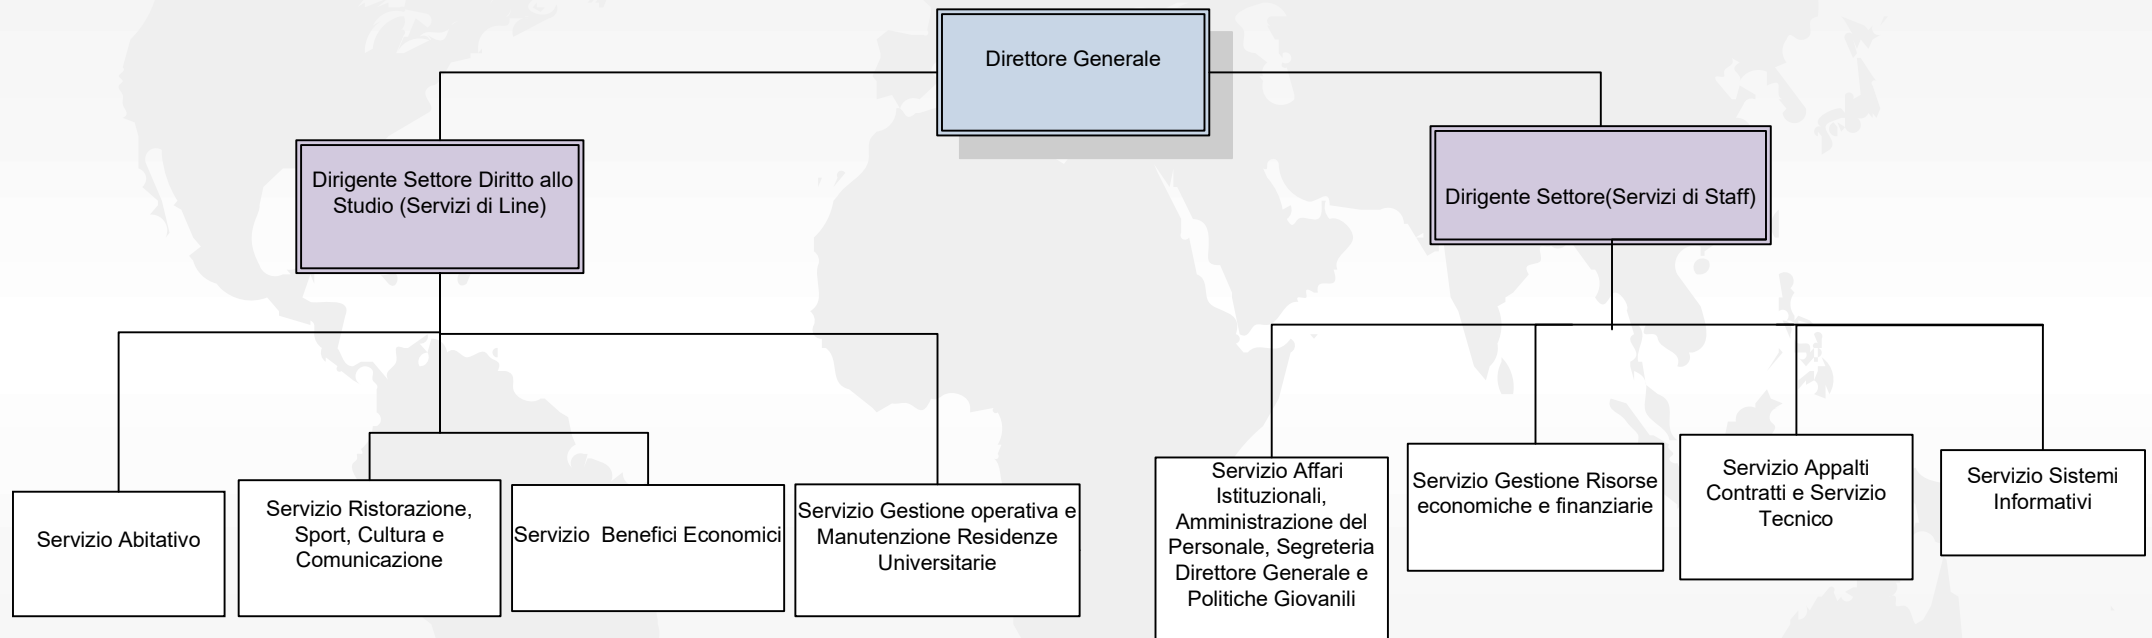 Direttore Generale
Dirigente Settore Diritto allo
Studio (Servizi di Line)
Dirigente Settore(Servizi di Staff)
Servizio Abitativo
Servizio Ristorazione,
Sport, Cultura e
Comunicazione
Servizio  Benefici Economici
Servizio Gestione operativa e
Manutenzione Residenze
Universitarie
Servizio Affari
Istituzionali,
Amministrazione del
Personale, Segreteria
Direttore Generale e
Politiche Giovanili
Servizio Gestione Risorse
economiche e finanziarie
Servizio Appalti
Contratti e Servizio
Tecnico
Servizio Sistemi
Informativi